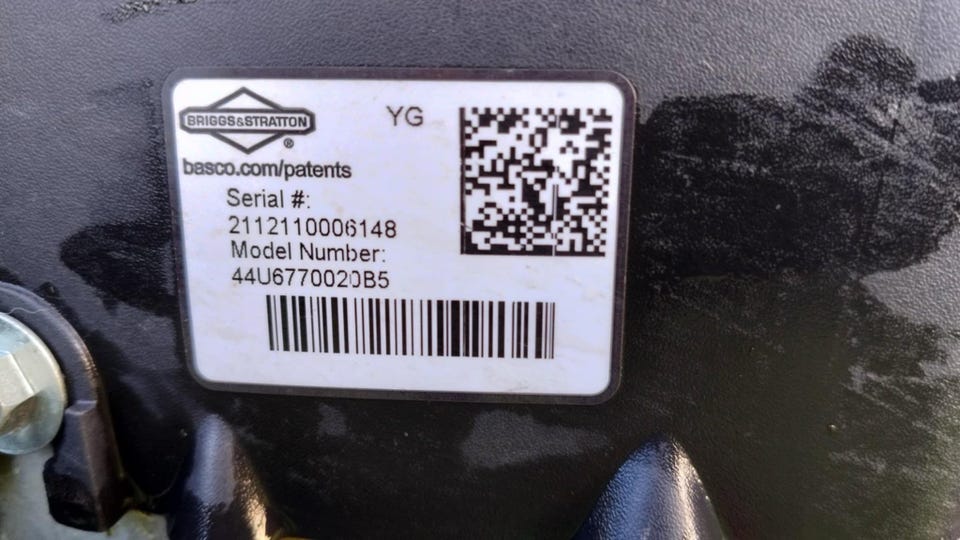 BRIGGS&STRATTON®
YG
basco.com/patents
Serial #:
2112110006148
Model Number:
44U6770020B5